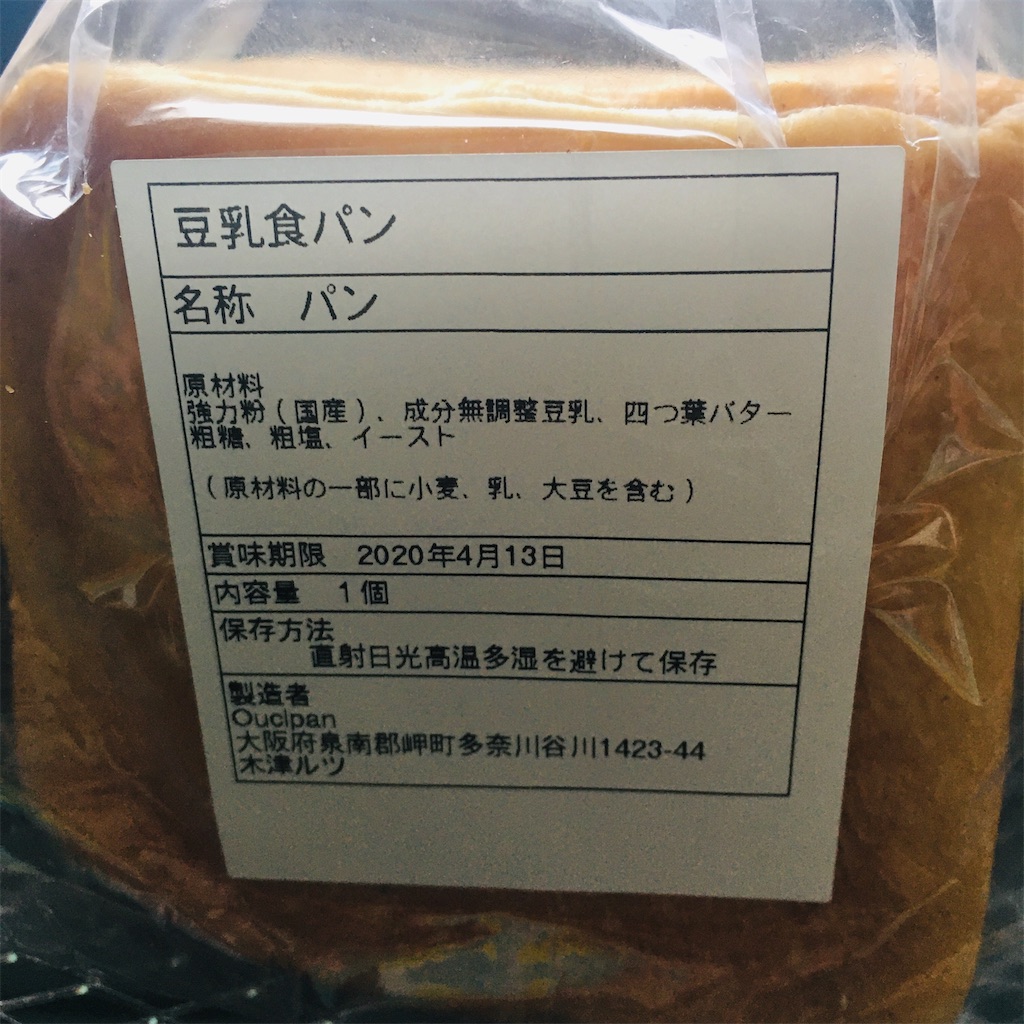 豆乳食パン
名称　パン
原材料
強力粉(国産)、成分無調整豆乳、四つ葉バター
粗糖、粗塩、イースト
(原材料の一部に小麦、乳、大豆を含む)
賞味期限　2020年4月13日
内容量　1個
保存方法
直射日光高温多湿を避けて保存
製造者
Oucipan
大阪府泉南郡岬町多奈川谷川1423-44
木津ルツ